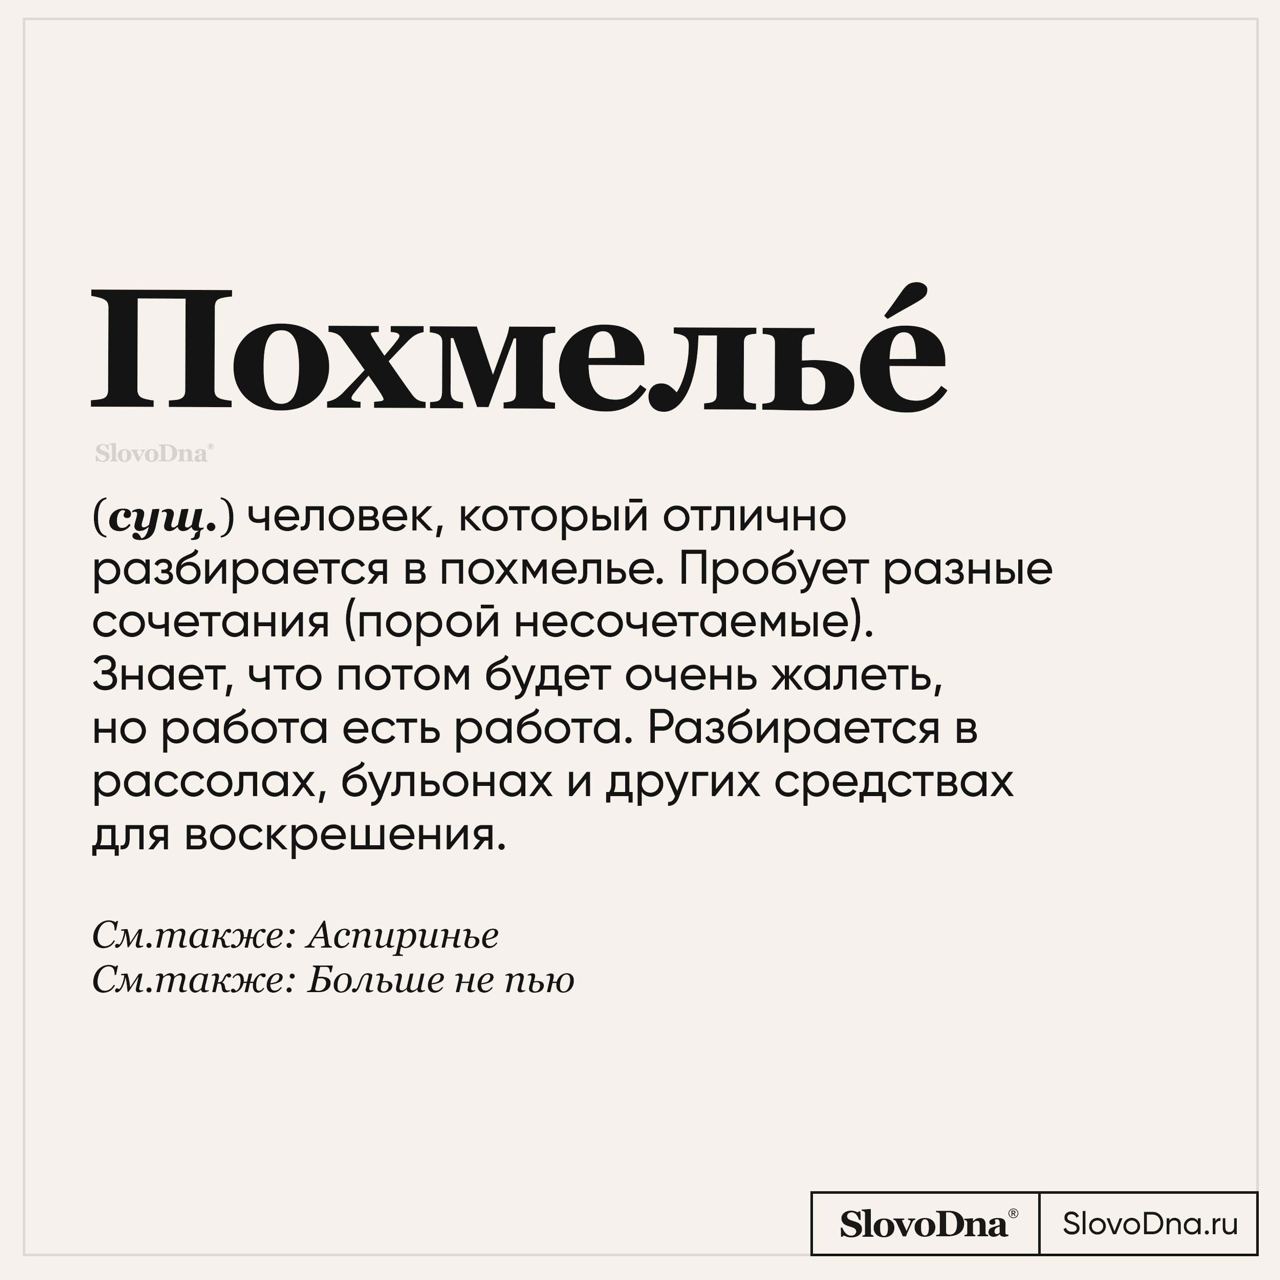 Похмелье́
SlovoDna®
(сущ.) человек, который отлично
разбирается в похмелье. Пробует разные
сочетания (порой несочетаемые).
Знает, что потом будет очень жалеть,
но работа есть работа. Разбирается в
рассолах, бульонах и других средствах
для воскрешения.
См.также: Аспиринье
См.также: Больше не пью
SlovoDna® SlovoDna.ru